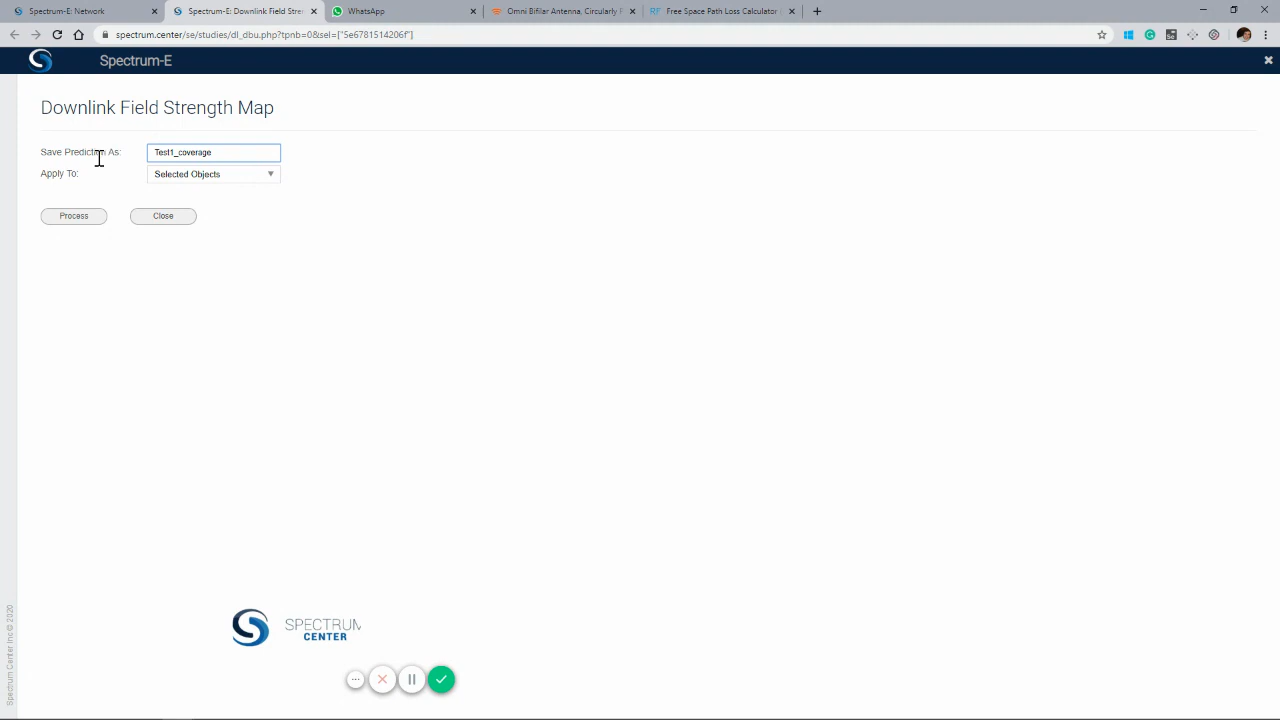 Spectrum-E: Network
Spectrum-E: Downlink Field Stren
WhatsApp
Omni Bifilar Antenna, Circularly P
RF Free Space Path Loss Calculator
spectrum.center/se/studies/dl_dbu.php?tpnb=0&sel=["5e6781514206f"]
Spectrum-E
Downlink Field Strength Map
Save Prediction As:
Test1_coverage
Apply To:
Selected Objects
Process
Close
SPECTRUM
CENTER
Spectrum Center Inc © 2020